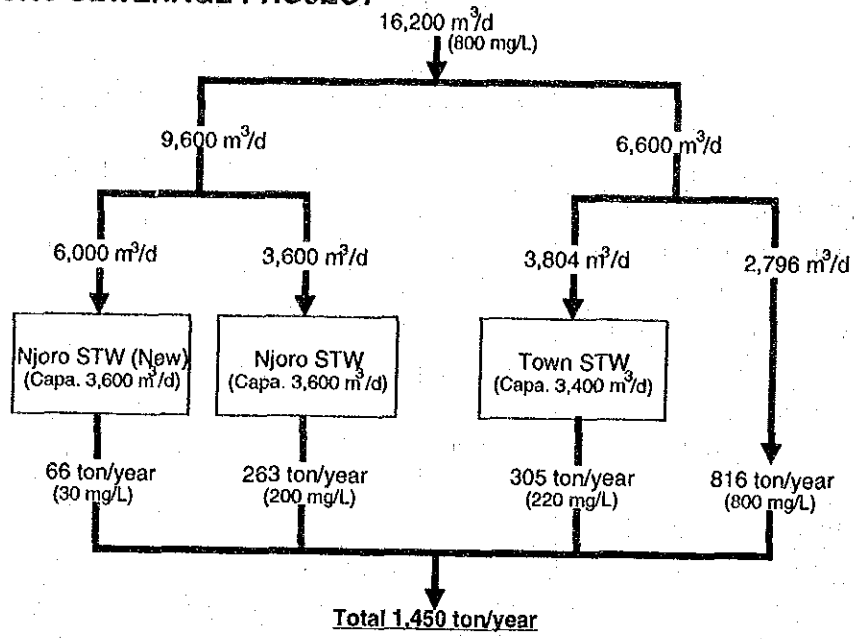 SEWERAGE PROJECT
16,200 m³/d
(800 mg/L)
9,600 m³/d
6,600 m³/d
6,000 m³/d
3,600 m³/d
3,804 m³/d
2,796 m³/d
Njoro STW (New)
(Capa. 3,600 m³/d)
Njoro STW
(Capa. 3,600 m³/d)
Town STW
(Capa. 3,400 m³/d)
66 ton/year
(30 mg/L)
263 ton/year
(200 mg/L)
305 ton/year
(220 mg/L)
816 ton/year
(800 mg/L)
Total 1,450 ton/year